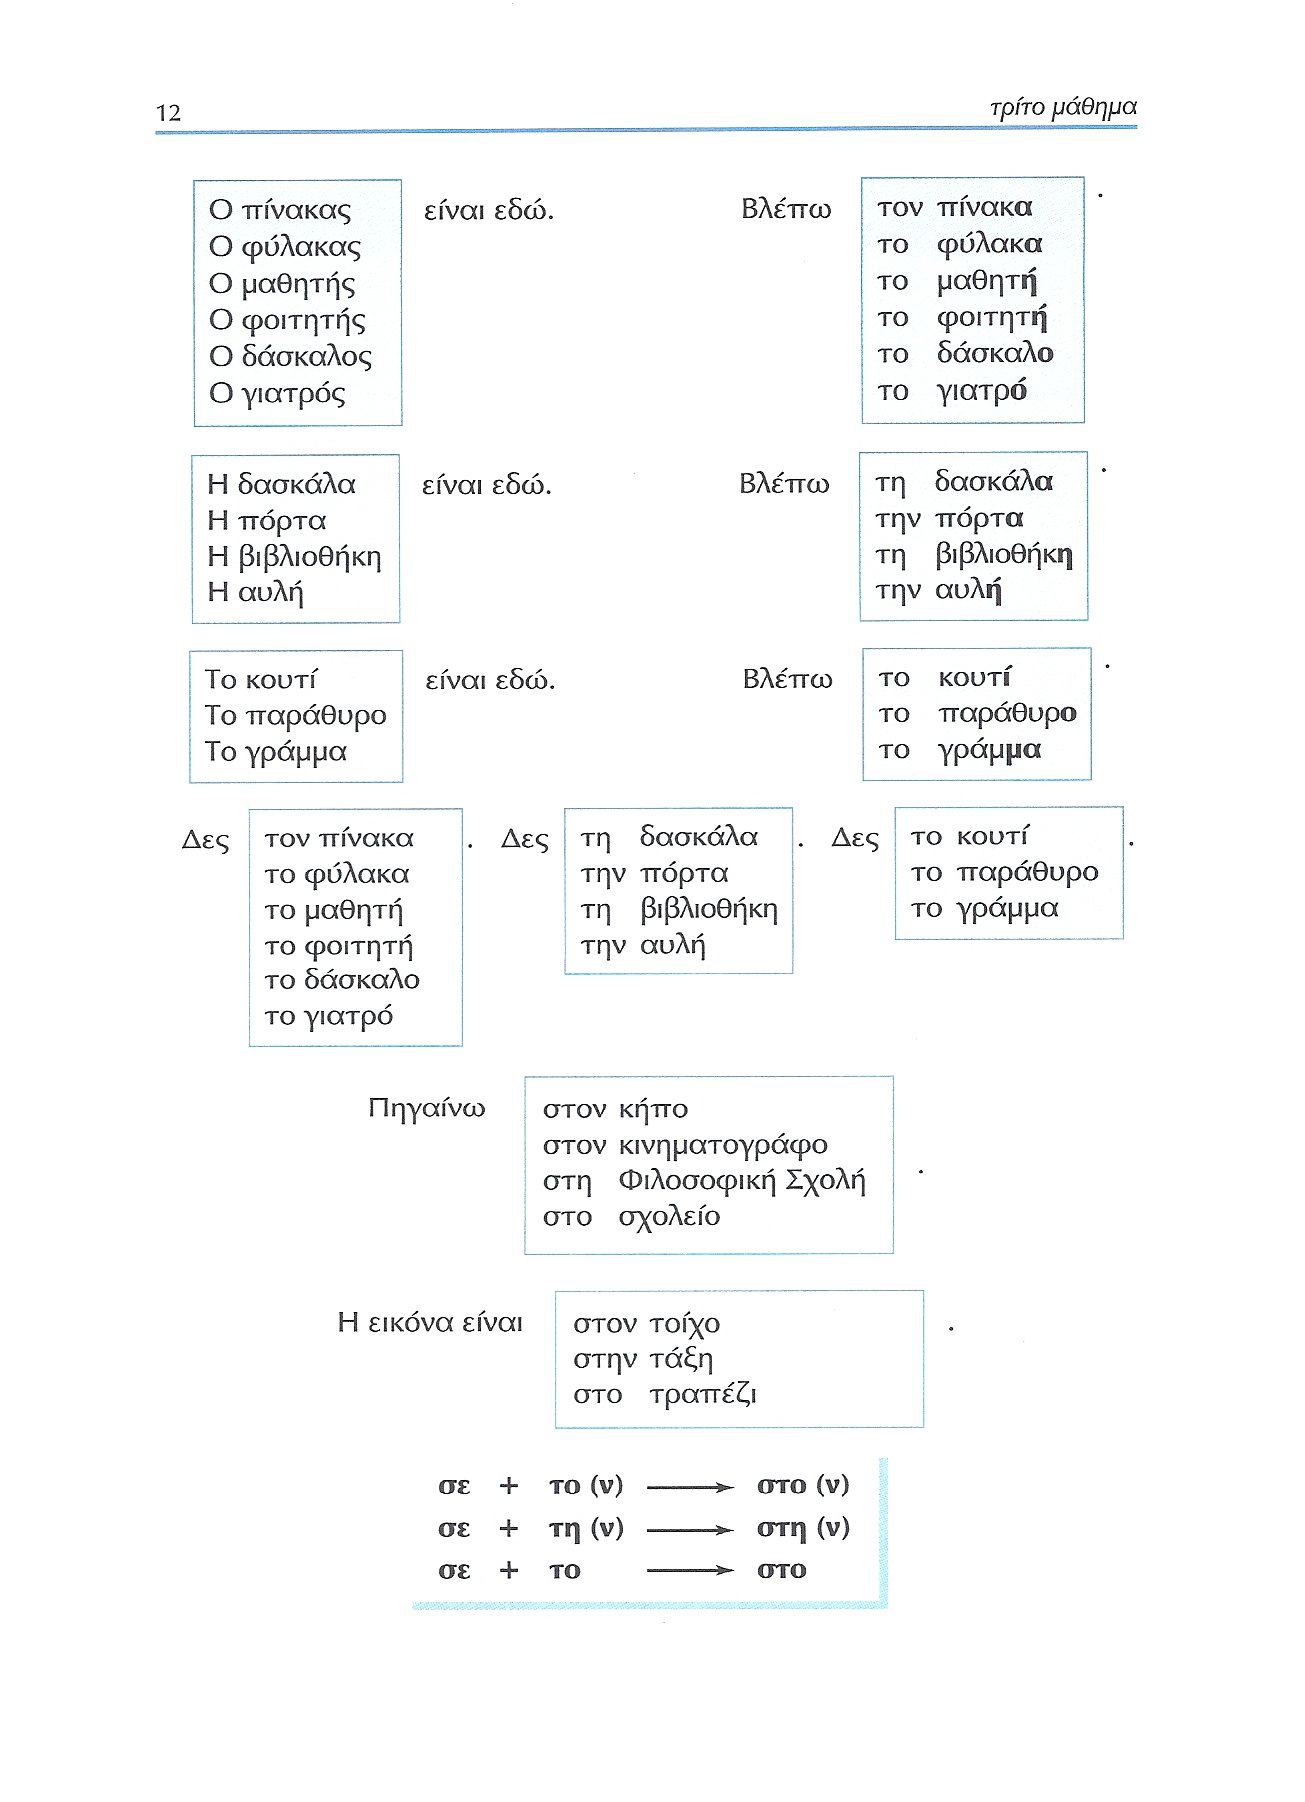 12 τρίτο μάθημα
Ο πίνακας είναι εδώ. Βλέπω τον πίνακα .
Ο φύλακας το φύλακα
Ο μαθητής το μαθητή
Ο φοιτητής το φοιτητή
Ο δάσκαλος το δάσκαλο
Ο γιατρός το γιατρό
Η δασκάλα είναι εδώ. Βλέπω τη δασκάλα .
Η πόρτα την πόρτα
Η βιβλιοθήκη τη βιβλιοθήκη
Η αυλή την αυλή
Το κουτί είναι εδώ. Βλέπω το κουτί .
Το παράθυρο το παράθυρο
Το γράμμα το γράμμα
Δες τον πίνακα . Δες τη δασκάλα . Δες το κουτί .
το φύλακα την πόρτα το παράθυρο
το μαθητή τη βιβλιοθήκη το γράμμα
το φοιτητή την αυλή
το δάσκαλο
το γιατρό
Πηγαίνω στον κήπο
στον κινηματογράφο
στη Φιλοσοφική Σχολή .
στο σχολείο
Η εικόνα είναι στον τοίχο .
στην τάξη
στο τραπέζι
σε + το (ν) → στο (ν)
σε + τη (ν) → στη (ν)
σε + το → στο